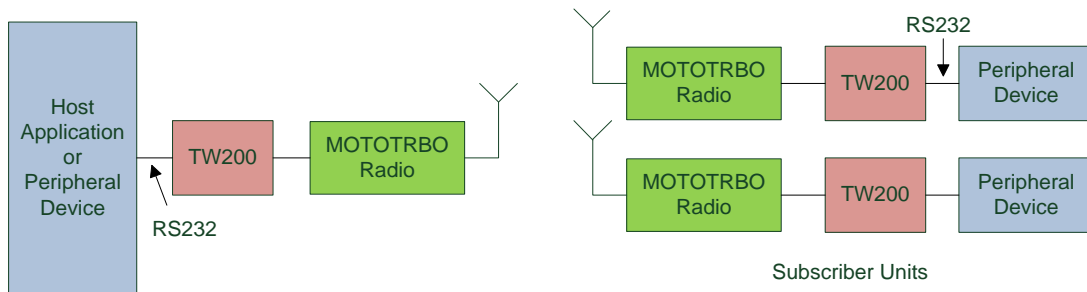 Host
Application
or
Peripheral
Device
TW200
MOTOTRBO
Radio
RS232
RS232
MOTOTRBO
Radio
TW200
Peripheral
Device
MOTOTRBO
Radio
TW200
Peripheral
Device
Subscriber Units